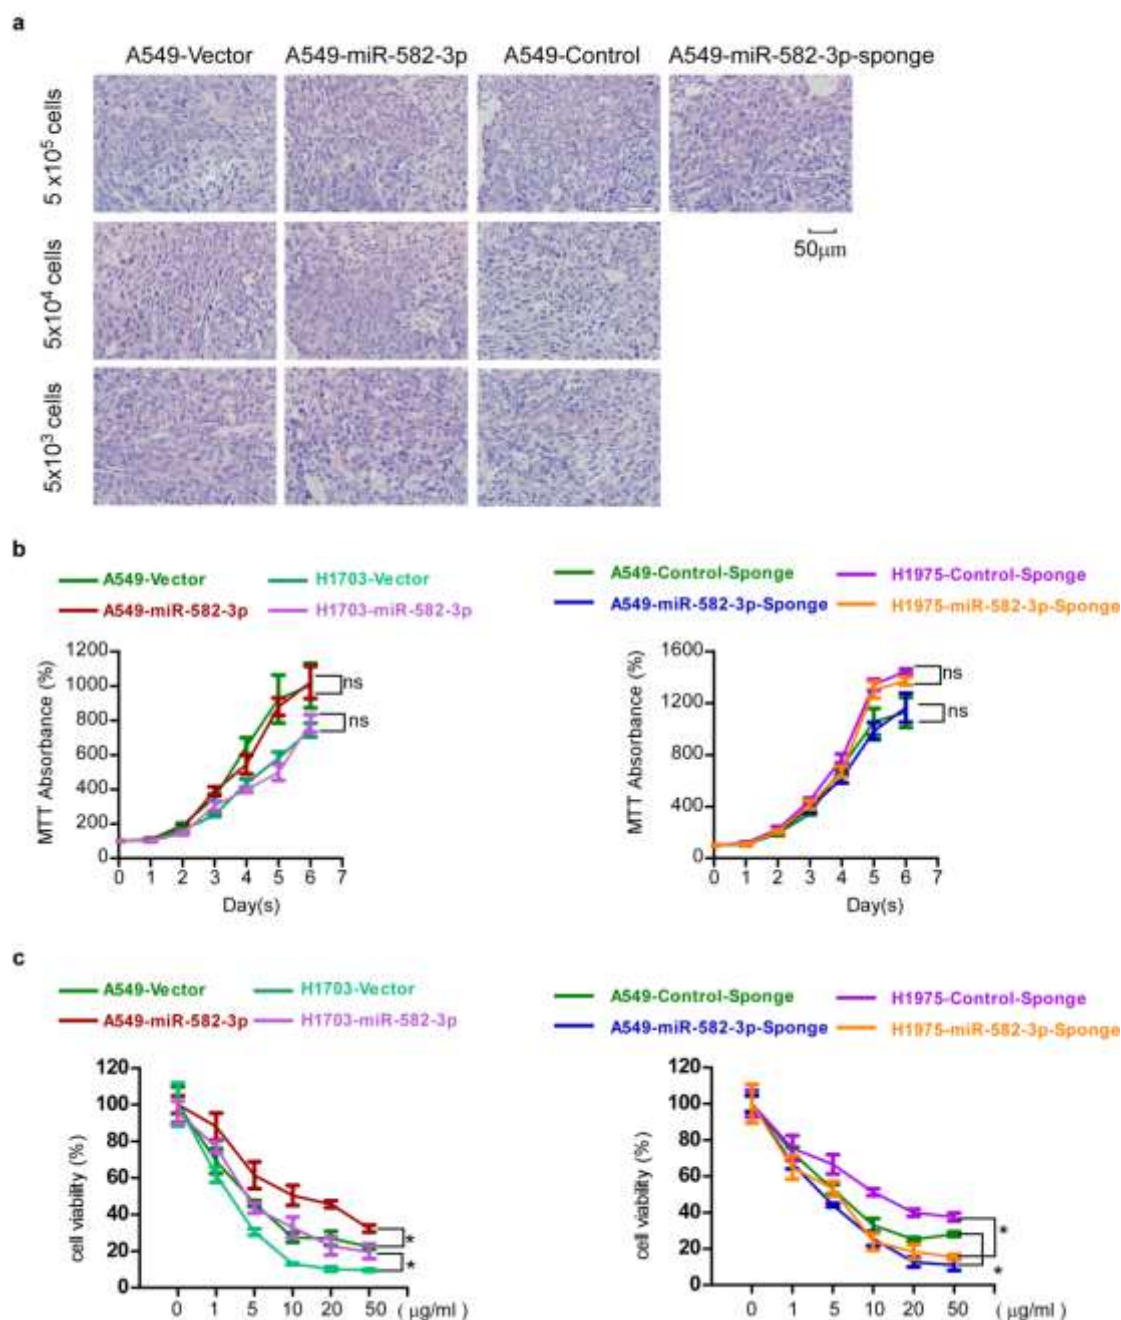 a
A549-Vector A549-miR-582-3p A549-Control A549-miR-582-3p-sponge
5 x10⁵ cells
50μm
5x10⁴ cells
5x10³ cells
b
A549-Vector H1703-Vector
A549-miR-582-3p H1703-miR-582-3p
A549-Control-Sponge H1975-Control-Sponge
A549-miR-582-3p-Sponge H1975-miR-582-3p-Sponge
MTT Absorbance (%)
1200
1000
800
600
400
200
0
ns
ns
0 1 2 3 4 5 6 7
Day(s)
MTT Absorbance (%)
1600
1200
800
400
0
ns
ns
0 1 2 3 4 5 6 7
Day(s)
c
A549-Vector H1703-Vector
A549-miR-582-3p H1703-miR-582-3p
A549-Control-Sponge H1975-Control-Sponge
A549-miR-582-3p-Sponge H1975-miR-582-3p-Sponge
cell viability (%)
120
100
80
60
40
20
0
*
*
0 1 5 10 20 50 ( μg/ml )
cell viability (%)
120
100
80
60
40
20
0
*
*
0 1 5 10 20 50 ( μg/ml )